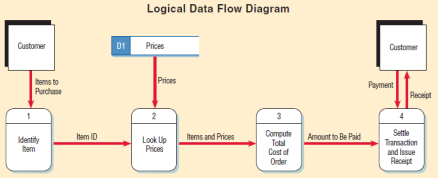 Logical Data Flow Diagram
Customer
D1 Prices
Customer
Items to
Purchase
Prices
Payment
Receipt
1
Identify
Item
Item ID
2
Look Up
Prices
Items and Prices
3
Compute
Total
Cost of
Order
Amount to Be Paid
4
Settle
Transaction
and Issue
Receipt